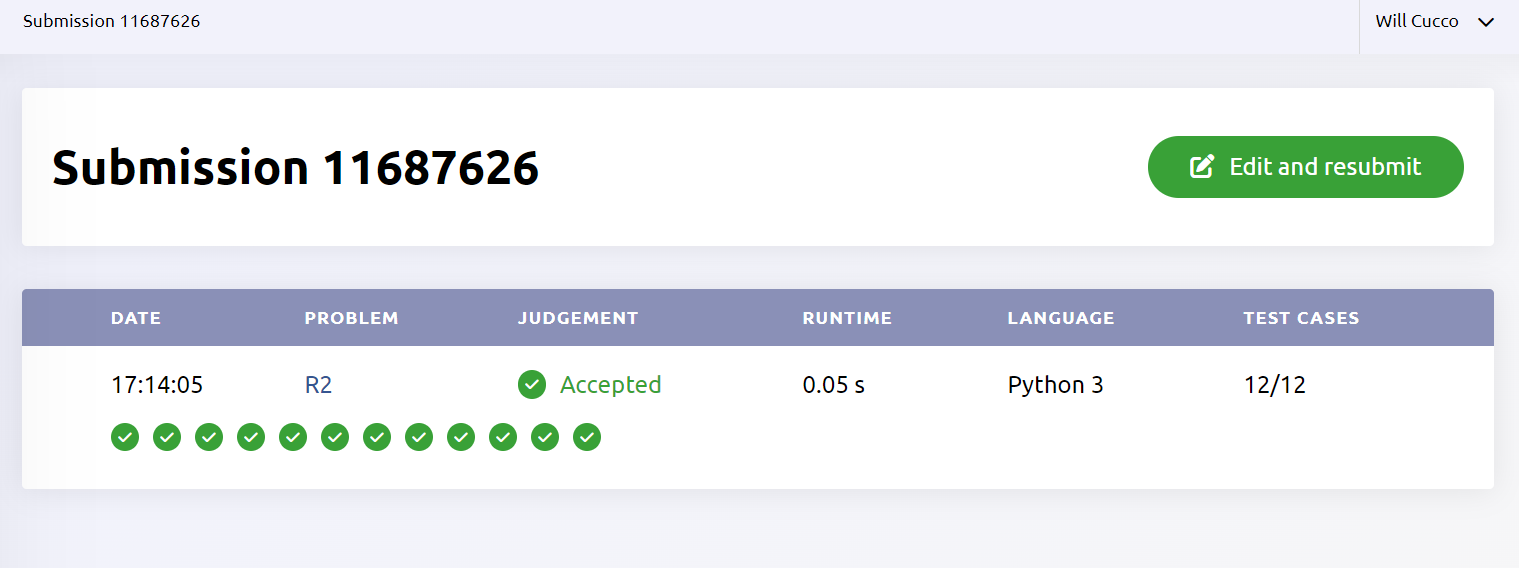 Submission 11687626
Will Cucco
Submission 11687626
Edit and resubmit
DATE PROBLEM JUDGEMENT RUNTIME LANGUAGE TEST CASES
17:14:05 R2 Accepted 0.05 s Python 3 12/12